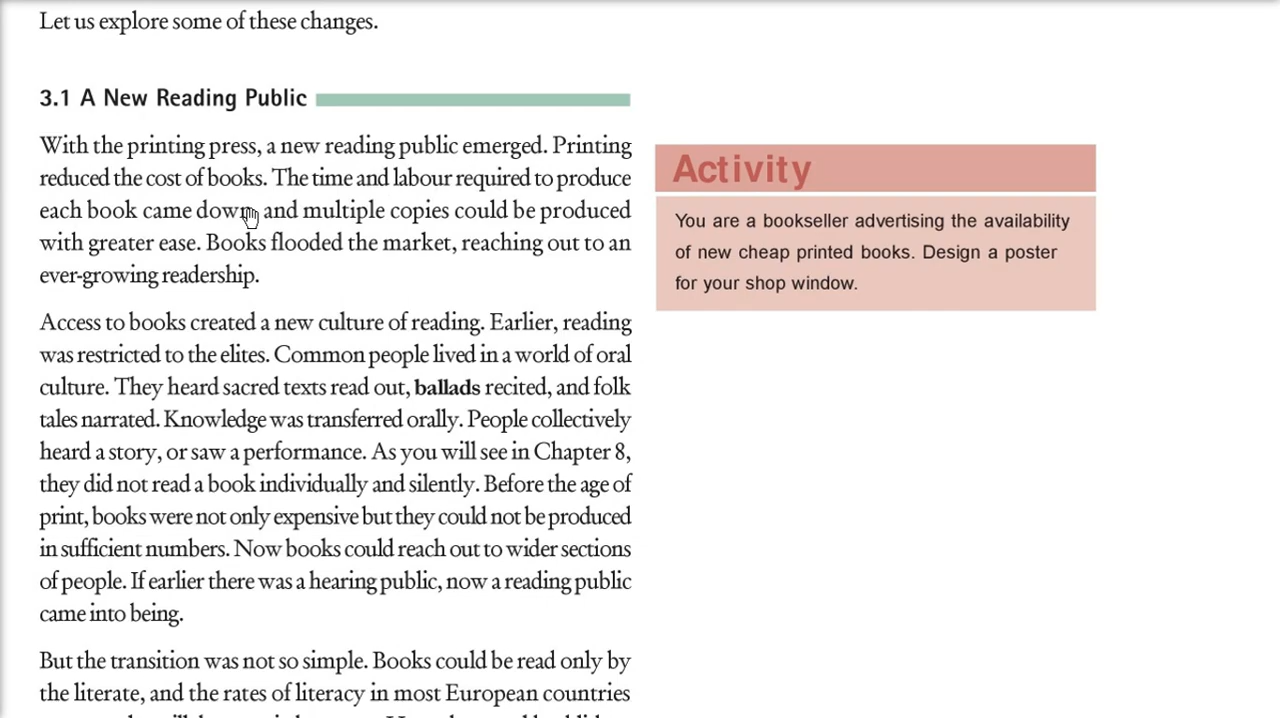 Let us explore some of these changes.
3.1 A New Reading Public
With the printing press, a new reading public emerged. Printing
reduced the cost of books. The time and labour required to produce
each book came down, and multiple copies could be produced
with greater ease. Books flooded the market, reaching out to an
ever-growing readership.
Access to books created a new culture of reading. Earlier, reading
was restricted to the elites. Common people lived in a world of oral
culture. They heard sacred texts read out, ballads recited, and folk
tales narrated. Knowledge was transferred orally. People collectively
heard a story, or saw a performance. As you will see in Chapter 8,
they did not read a book individually and silently. Before the age of
print, books were not only expensive but they could not be produced
in sufficient numbers. Now books could reach out to wider sections
of people. If earlier there was a hearing public, now a reading public
came into being.
But the transition was not so simple. Books could be read only by
the literate, and the rates of literacy in most European countries
Activity
You are a bookseller advertising the availability
of new cheap printed books. Design a poster
for your shop window.